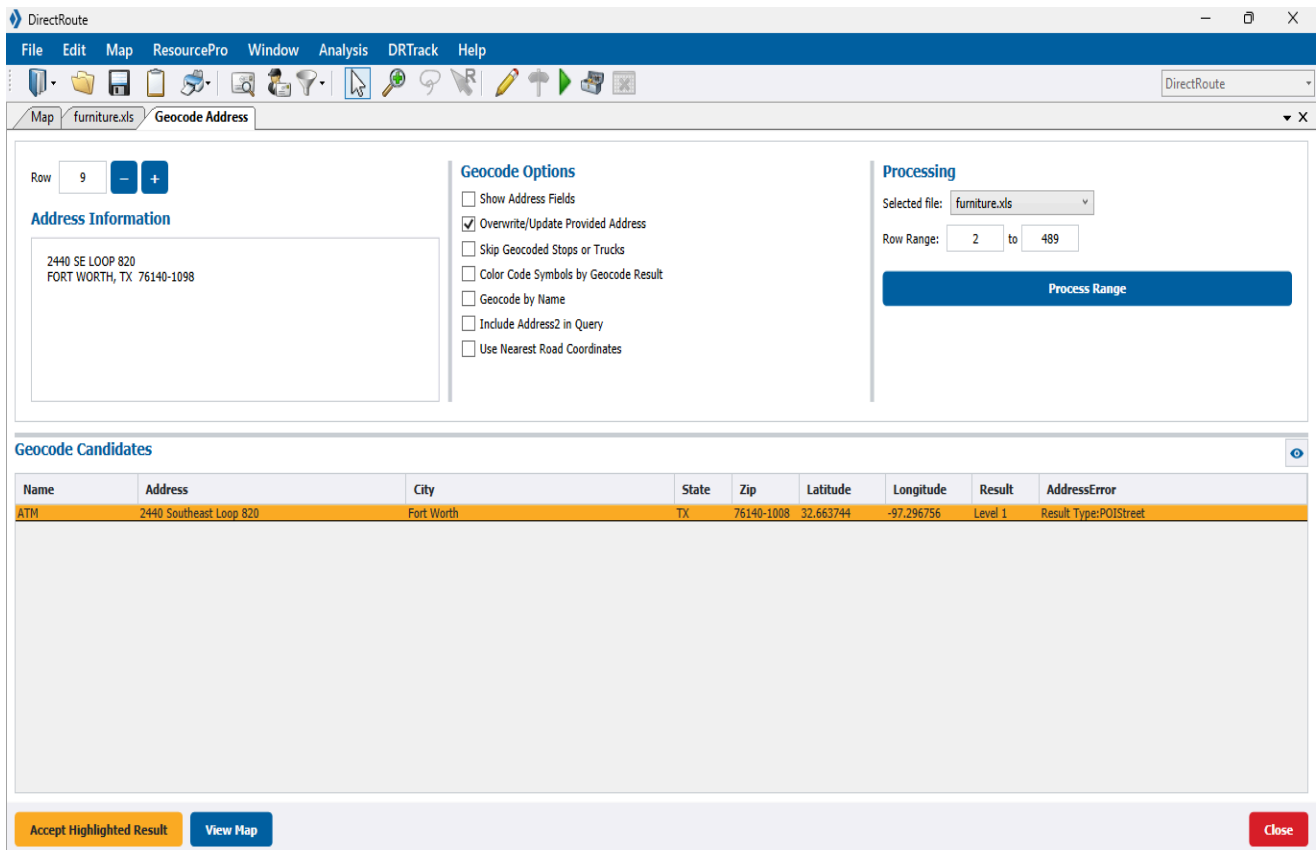 DirectRoute
File Edit Map ResourcePro Window Analysis DRTrack Help
DirectRoute
Map furniture.xls Geocode Address
Row 9 − +
Address Information
2440 SE LOOP 820
FORT WORTH, TX 76140-1098
Geocode Options
Show Address Fields
Overwrite/Update Provided Address
Skip Geocoded Stops or Trucks
Color Code Symbols by Geocode Result
Geocode by Name
Include Address2 in Query
Use Nearest Road Coordinates
Processing
Selected file: furniture.xls
Row Range: 2 to 489
Process Range
Geocode Candidates
Name Address City State Zip Latitude Longitude Result AddressError
ATM 2440 Southeast Loop 820 Fort Worth TX 76140-1008 32.663744 -97.296756 Level 1 Result Type:POIStreet
Accept Highlighted Result View Map Close